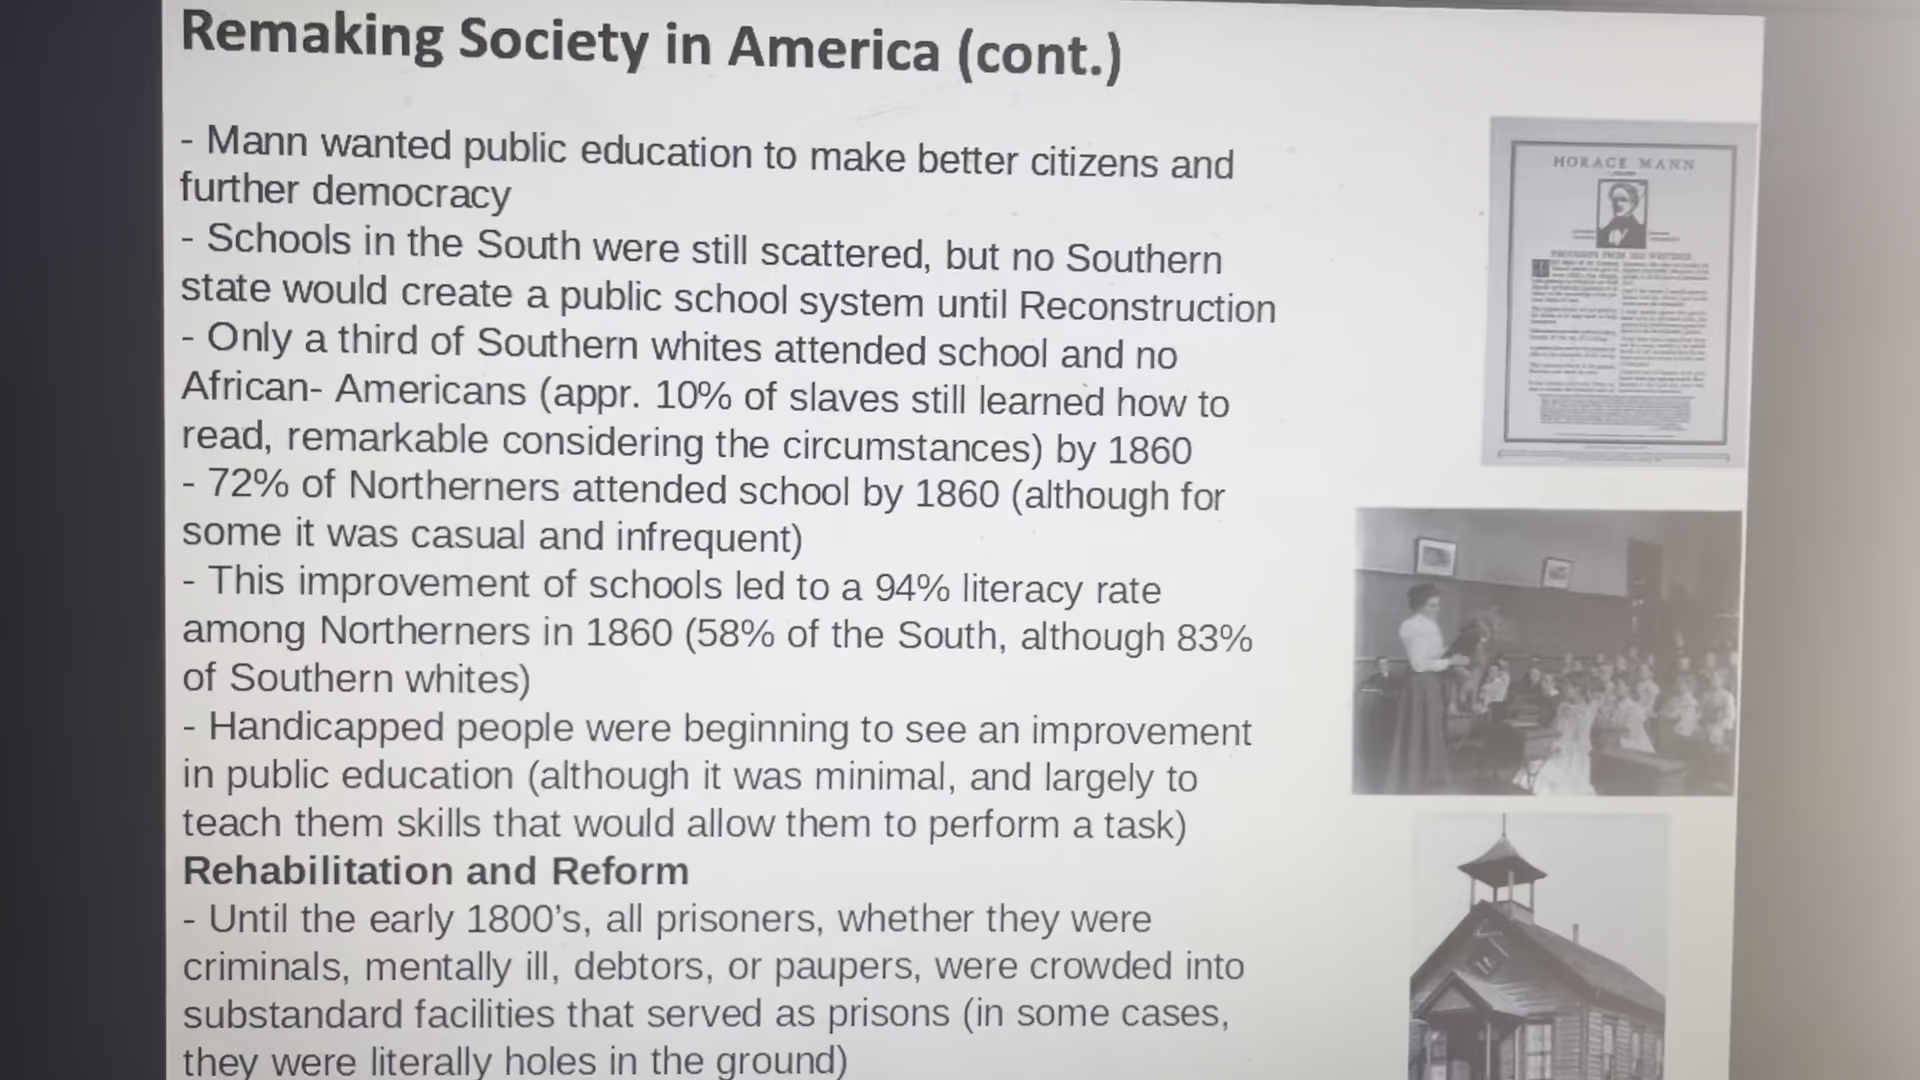 Remaking Society in America (cont.)
- Mann wanted public education to make better citizens and
further democracy
- Schools in the South were still scattered, but no Southern
state would create a public school system until Reconstruction
- Only a third of Southern whites attended school and no
African- Americans (appr. 10% of slaves still learned how to
read, remarkable considering the circumstances) by 1860
- 72% of Northerners attended school by 1860 (although for
some it was casual and infrequent)
- This improvement of schools led to a 94% literacy rate
among Northerners in 1860 (58% of the South, although 83%
of Southern whites)
- Handicapped people were beginning to see an improvement
in public education (although it was minimal, and largely to
teach them skills that would allow them to perform a task)
Rehabilitation and Reform
- Until the early 1800’s, all prisoners, whether they were
criminals, mentally ill, debtors, or paupers, were crowded into
substandard facilities that served as prisons (in some cases,
they were literally holes in the ground)
HORACE MANN